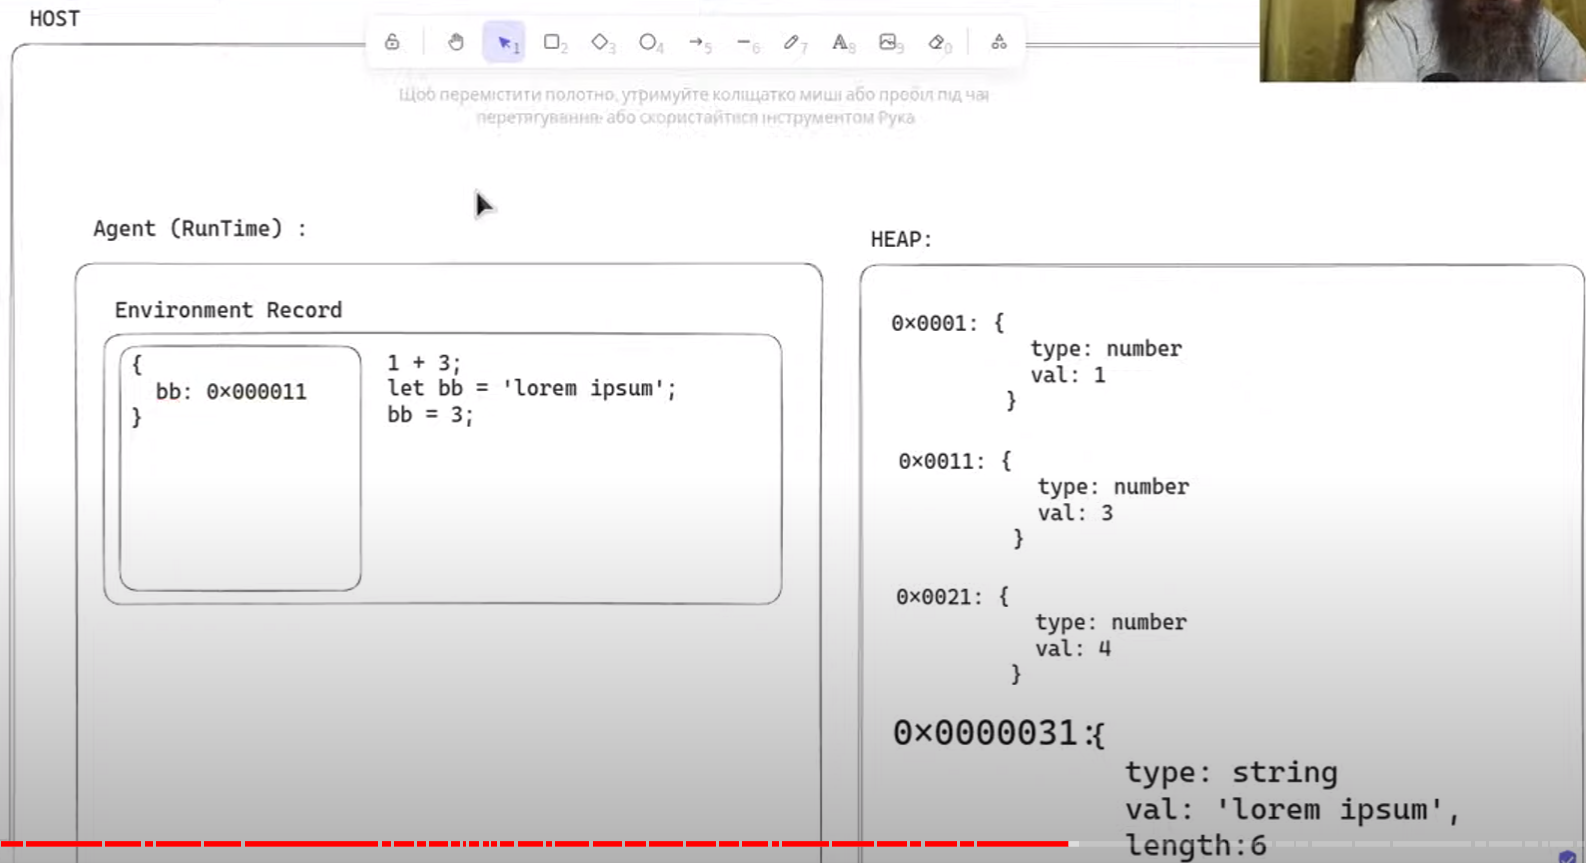 HOST
1 2 3 4 5 6 7 A 8 9 0
Щоб перемістити полотно, утримуйте коліщатко миші або пробіл під час
перетягування, або скористайтися інструментом Рука
Agent (RunTime) :
Environment Record
{
bb: 0×000011
}
1 + 3;
let bb = 'lorem ipsum';
bb = 3;
HEAP:
0×0001: {
type: number
val: 1
}
0×0011: {
type: number
val: 3
}
0×0021: {
type: number
val: 4
}
0×0000031:{
type: string
val: 'lorem ipsum',
length:6